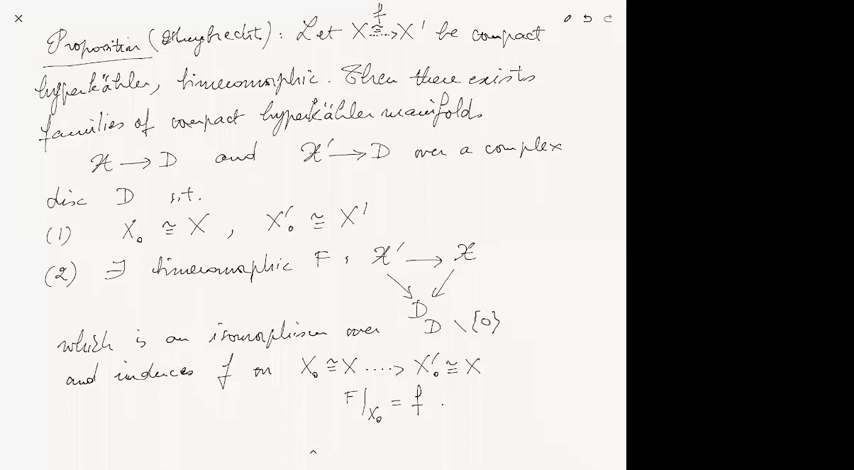 Proposition (Huybrechts): Let X ≅⇢ X' be compact
f
hyperkähler, bimeromorphic. Then there exists
families of compact hyperkähler manifolds
𝒳 → D and 𝒳' → D over a complex
disc D s.t.
(1) X₀ ≅ X , X'₀ ≅ X'
(2) ∃ bimeromorphic F : 𝒳' → 𝒳
D
which is an isomorphism over D \ {0}
and induces f on X₀ ≅ X ⇢ X'₀ ≅ X
F|X₀ = f .